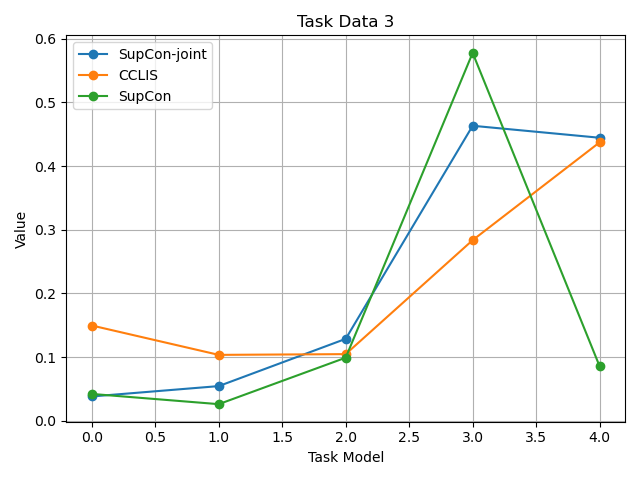 Task Data 3
SupCon-joint
CCLIS
SupCon
Value
0.6
0.5
0.4
0.3
0.2
0.1
0.0
0.0 0.5 1.0 1.5 2.0 2.5 3.0 3.5 4.0
Task Model